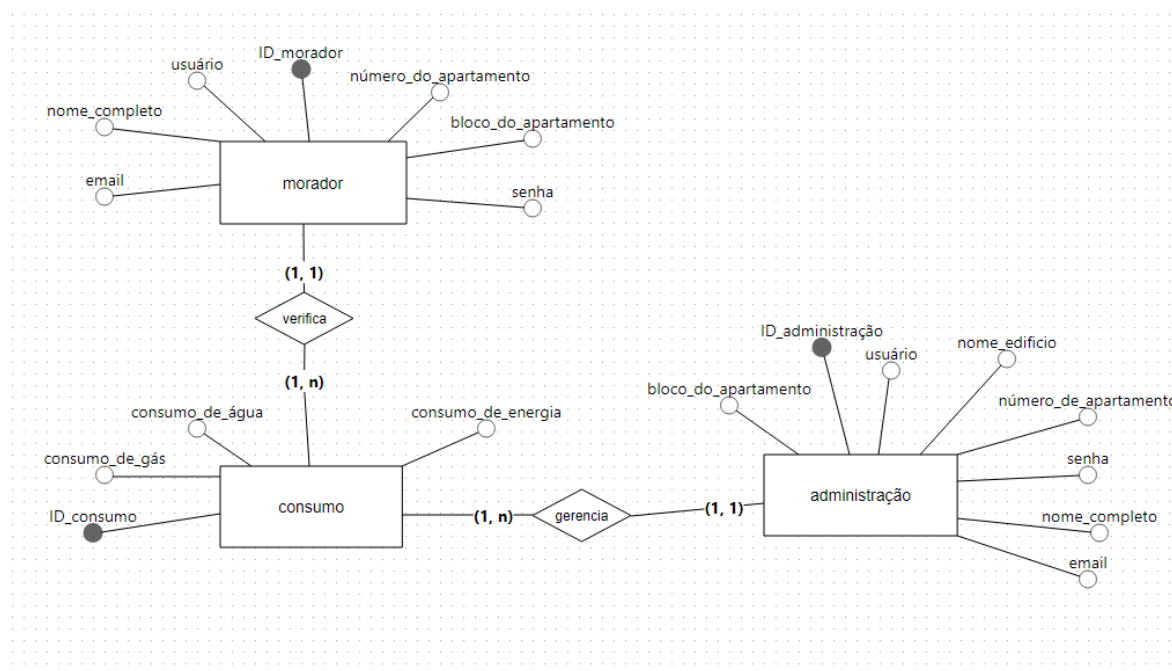 ID_morador
usuário
número_do_apartamento
nome_completo
bloco_do_apartamento
email
morador
senha
(1, 1)
verifica
(1, n)
consumo_de_água
consumo_de_energia
consumo_de_gás
ID_consumo
consumo
(1, n)
gerencia
(1, 1)
ID_administração
usuário
nome_edificio
bloco_do_apartamento
número_de_apartamento
senha
administração
nome_completo
email